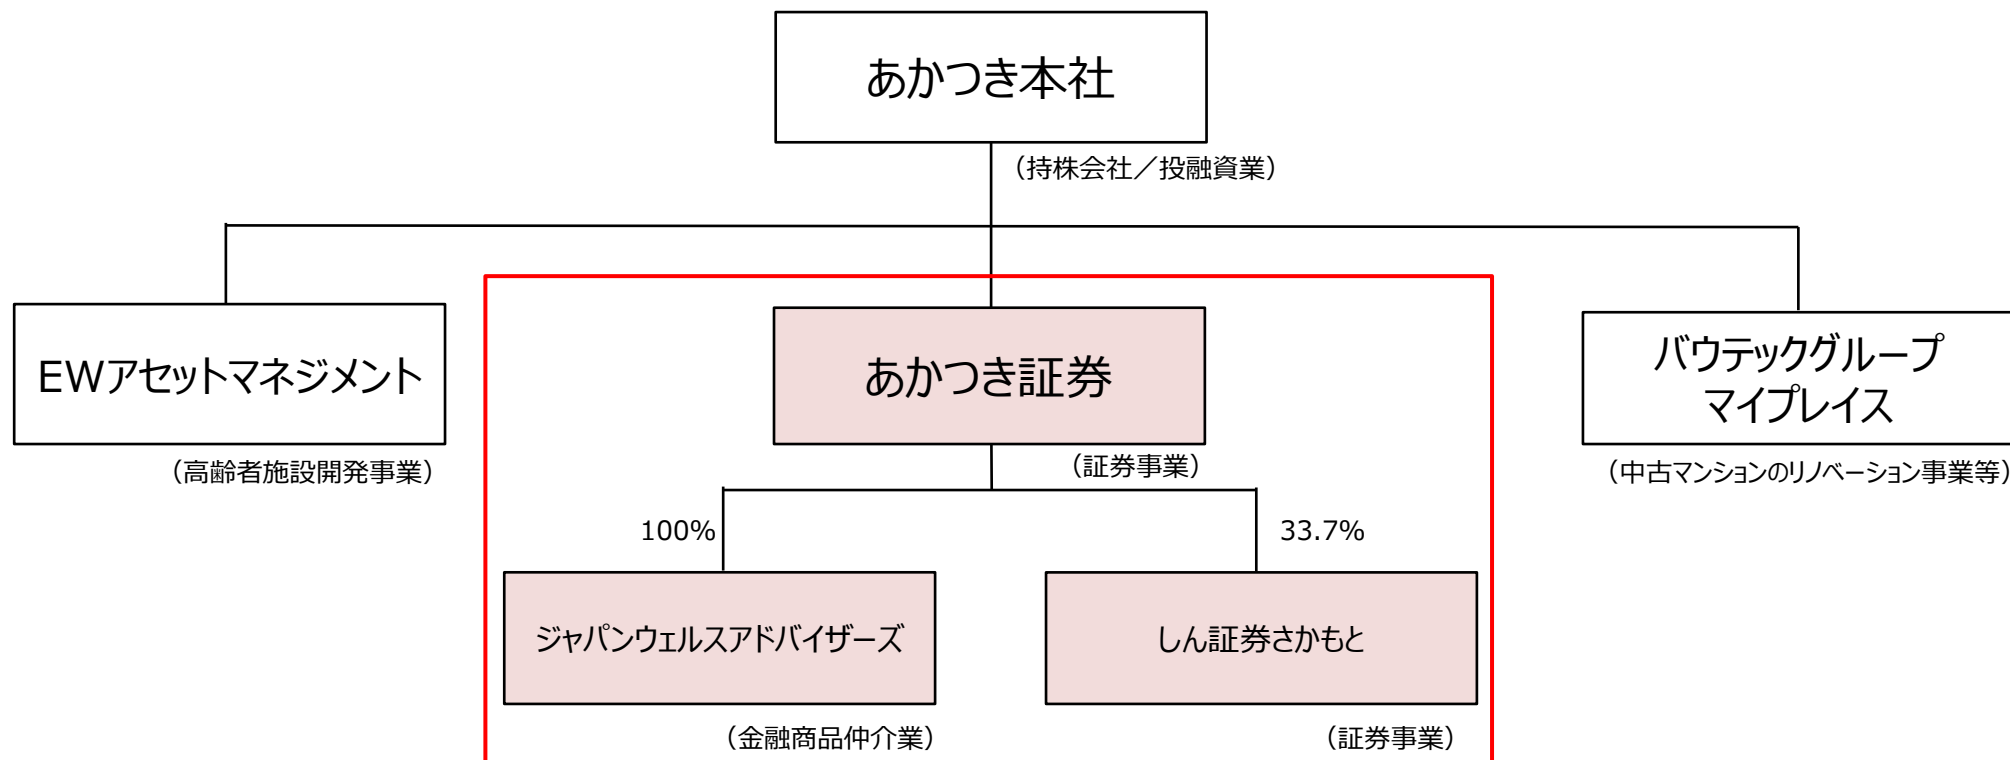 あかつき本社
（持株会社／投融資業）
EWアセットマネジメント
（高齢者施設開発事業）
あかつき証券
（証券事業）
バウテックグループ
マイプレイス
（中古マンションのリノベーション事業等）
100%
33.7%
ジャパンウェルスアドバイザーズ
（金融商品仲介業）
しん証券さかもと
（証券事業）